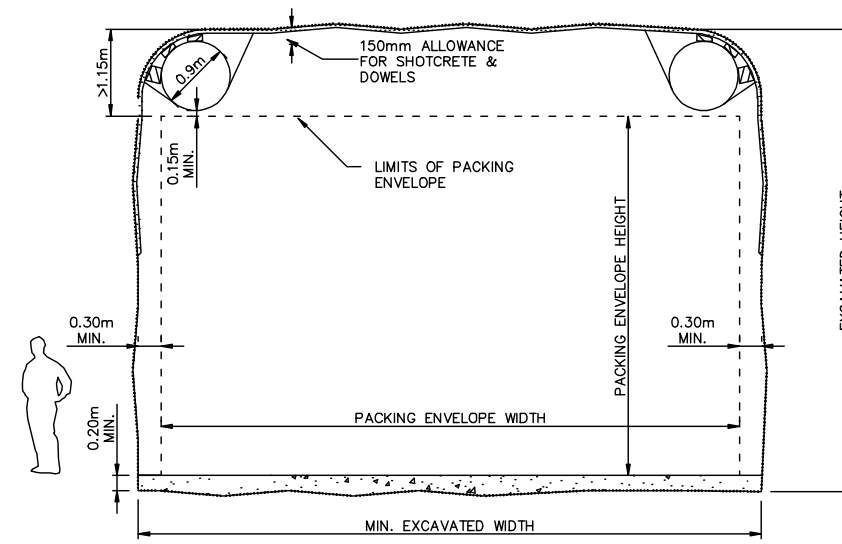 >1.15m
0.9m
150mm ALLOWANCE
FOR SHOTCRETE &
DOWELS
0.15m
MIN.
LIMITS OF PACKING
ENVELOPE
PACKING ENVELOPE HEIGHT
0.30m
MIN.
0.30m
MIN.
0.20m
MIN.
PACKING ENVELOPE WIDTH
MIN. EXCAVATED WIDTH